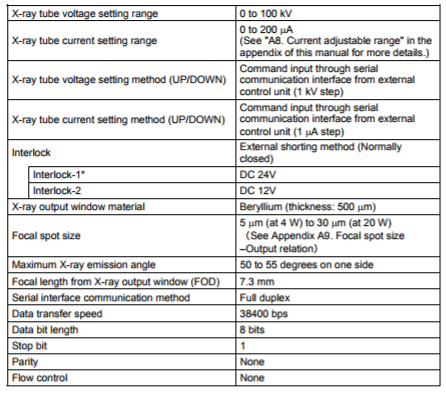 X-ray tube voltage setting range 0 to 100 kV
X-ray tube current setting range 0 to 200 μA
(See "A8. Current adjustable range" in the
appendix of this manual for more details.)
X-ray tube voltage setting method (UP/DOWN) Command input through serial
communication interface from external
control unit (1 kV step)
X-ray tube current setting method (UP/DOWN) Command input through serial
communication interface from external
control unit (1 μA step)
Interlock External shorting method (Normally
closed)
Interlock-1* DC 24V
Interlock-2 DC 12V
X-ray output window material Beryllium (thickness: 500 μm)
Focal spot size 5 μm (at 4 W) to 30 μm (at 20 W)
(See Appendix A9. Focal spot size
–Output relation)
Maximum X-ray emission angle 50 to 55 degrees on one side
Focal length from X-ray output window (FOD) 7.3 mm
Serial interface communication method Full duplex
Data transfer speed 38400 bps
Data bit length 8 bits
Stop bit 1
Parity None
Flow control None